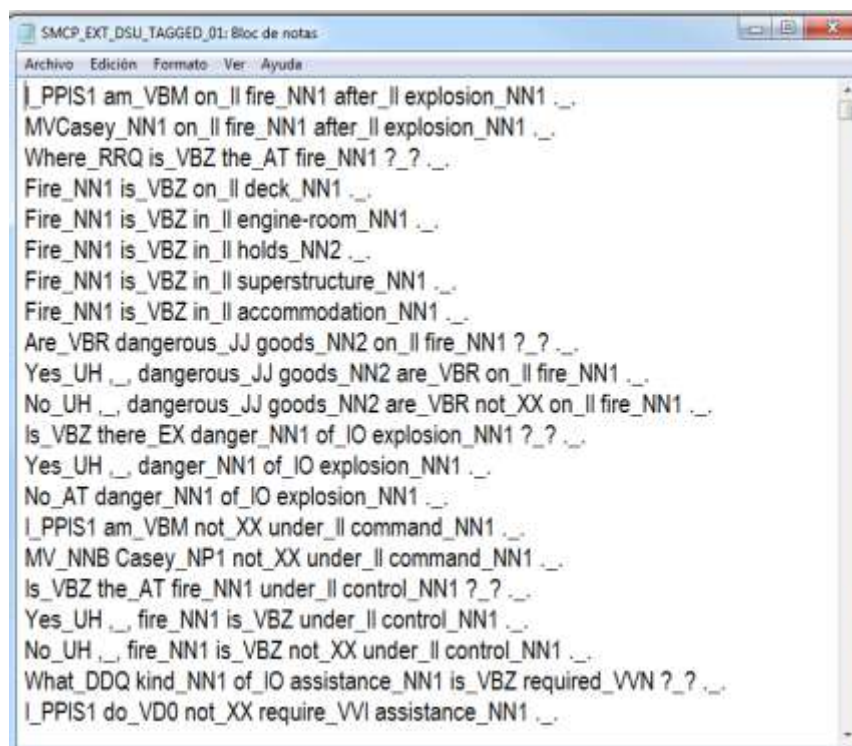 SMCP_EXT_DSU_TAGGED_01: Bloc de notas
Archivo Edición Formato Ver Ayuda
I_PPIS1 am_VBM on_II fire_NN1 after_II explosion_NN1 ._.
MVCasey_NN1 on_II fire_NN1 after_II explosion_NN1 ._.
Where_RRQ is_VBZ the_AT fire_NN1 ?_? ._.
Fire_NN1 is_VBZ on_II deck_NN1 ._.
Fire_NN1 is_VBZ in_II engine-room_NN1 ._.
Fire_NN1 is_VBZ in_II holds_NN2 ._.
Fire_NN1 is_VBZ in_II superstructure_NN1 ._.
Fire_NN1 is_VBZ in_II accommodation_NN1 ._.
Are_VBR dangerous_JJ goods_NN2 on_II fire_NN1 ?_? ._.
Yes_UH ,_, dangerous_JJ goods_NN2 are_VBR on_II fire_NN1 ._.
No_UH ,_, dangerous_JJ goods_NN2 are_VBR not_XX on_II fire_NN1 ._.
Is_VBZ there_EX danger_NN1 of_IO explosion_NN1 ?_? ._.
Yes_UH ,_, danger_NN1 of_IO explosion_NN1 ._.
No_AT danger_NN1 of_IO explosion_NN1 ._.
I_PPIS1 am_VBM not_XX under_II command_NN1 ._.
MV_NNB Casey_NP1 not_XX under_II command_NN1 ._.
Is_VBZ the_AT fire_NN1 under_II control_NN1 ?_? ._.
Yes_UH ,_, fire_NN1 is_VBZ under_II control_NN1 ._.
No_UH ,_, fire_NN1 is_VBZ not_XX under_II control_NN1 ._.
What_DDQ kind_NN1 of_IO assistance_NN1 is_VBZ required_VVN ?_? ._.
I_PPIS1 do_VD0 not_XX require_VVI assistance_NN1 ._.